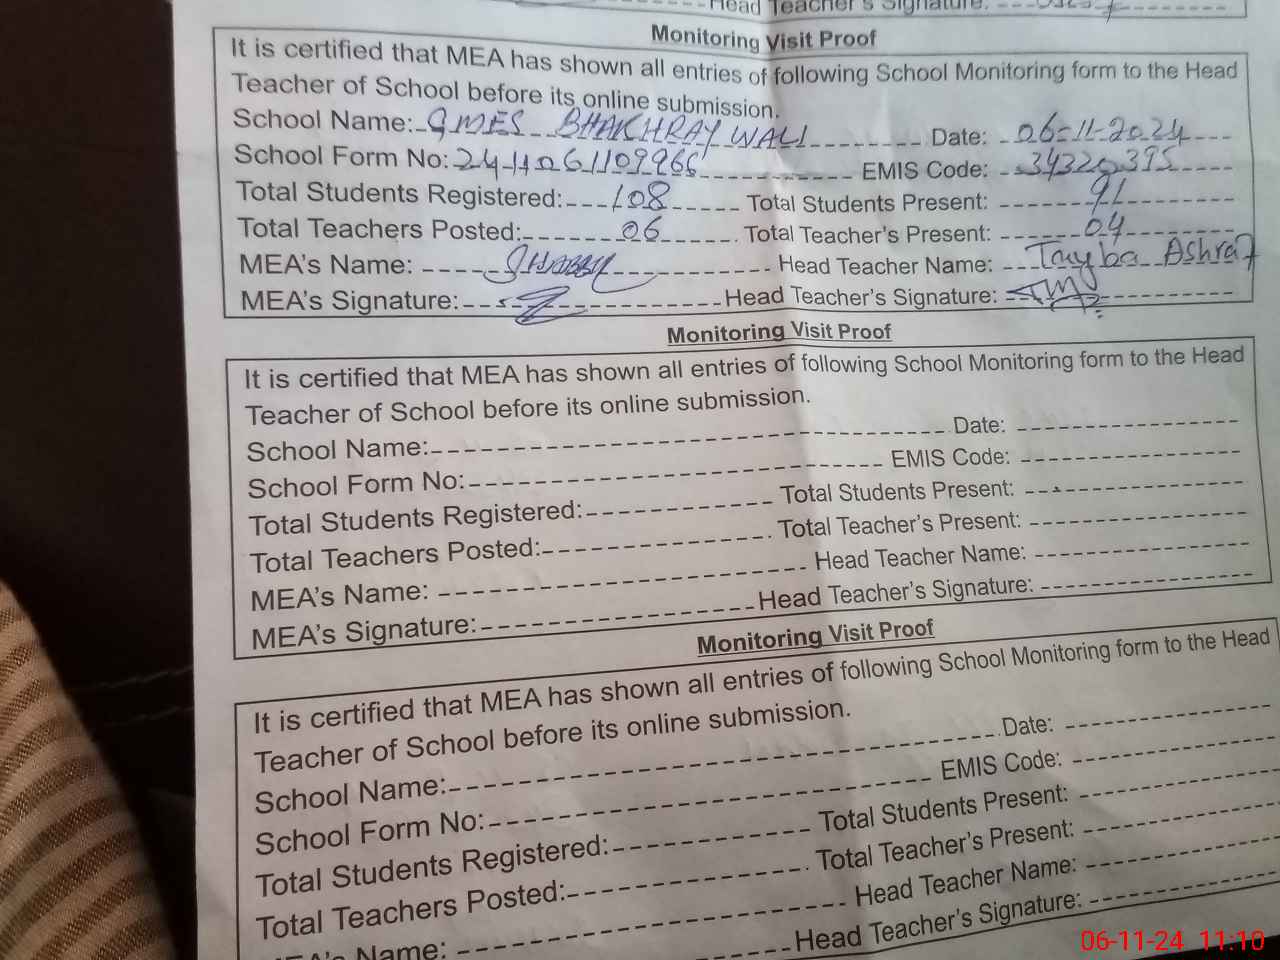 Head Teacher's Signature:
Monitoring Visit Proof
It is certified that MEA has shown all entries of following School Monitoring form to the Head
Teacher of School before its online submission.
School Name: GMES BHAKHRAY WALI Date: 06-11-2024
School Form No: EMIS Code:
Total Students Registered: 108 Total Students Present: 91
Total Teachers Posted: 06 Total Teacher's Present: 04
MEA's Name: Head Teacher Name: Tayba Ashraf
MEA's Signature: Head Teacher's Signature:
Monitoring Visit Proof
It is certified that MEA has shown all entries of following School Monitoring form to the Head
Teacher of School before its online submission.
School Name: Date:
School Form No: EMIS Code:
Total Students Registered: Total Students Present:
Total Teachers Posted: Total Teacher's Present:
MEA's Name: Head Teacher Name:
MEA's Signature: Head Teacher's Signature:
Monitoring Visit Proof
It is certified that MEA has shown all entries of following School Monitoring form to the Head
Teacher of School before its online submission.
School Name: Date:
School Form No: EMIS Code:
Total Students Registered: Total Students Present:
Total Teachers Posted: Total Teacher's Present:
MEA's Name: Head Teacher Name:
Head Teacher's Signature:
06-11-24 11:10